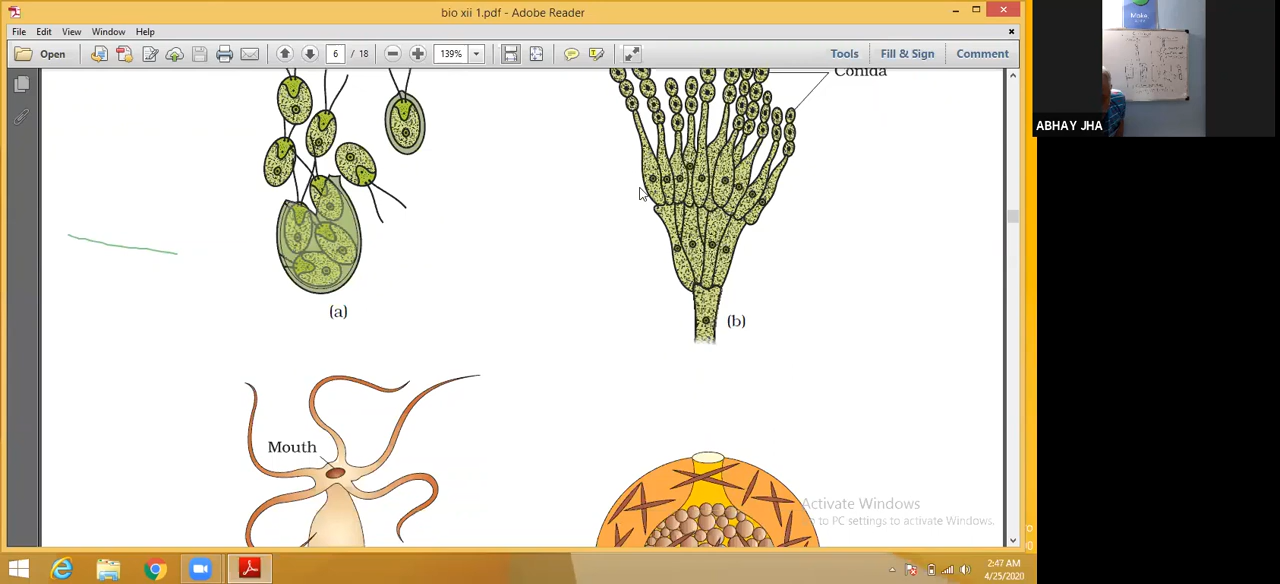 bio xii 1.pdf - Adobe Reader
File Edit View Window Help
Open 6 / 18 139% Tools Fill & Sign Comment
Conida
(a)
(b)
Mouth
Activate Windows
to PC settings to activate Windows.
Make.
ABHAY JHA
2:47 AM
4/25/2020